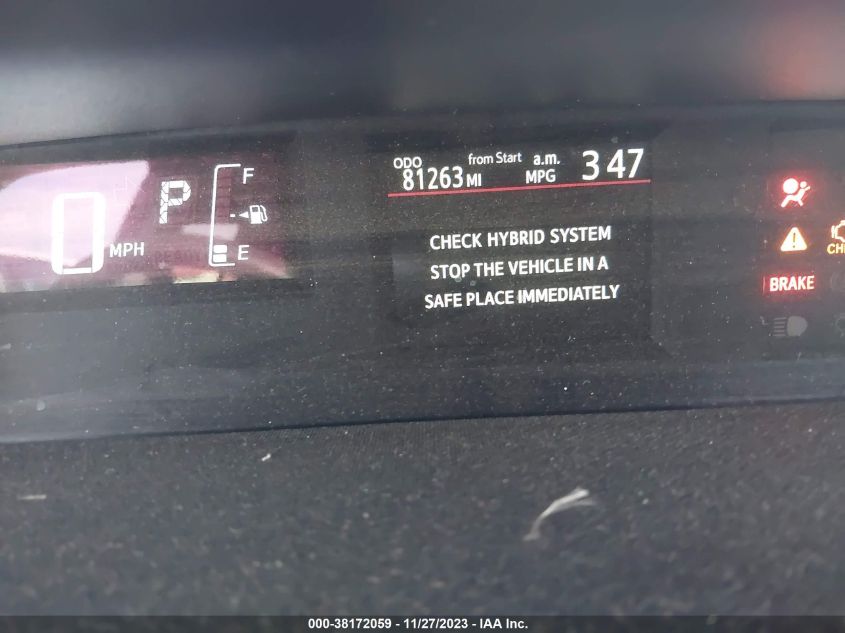 ODO
81263 MI
from Start
a.m.
MPG
3 47
0 MPH
P
F
E
CHECK HYBRID SYSTEM
STOP THE VEHICLE IN A
SAFE PLACE IMMEDIATELY
BRAKE
000-38172059 - 11/27/2023 - IAA Inc.